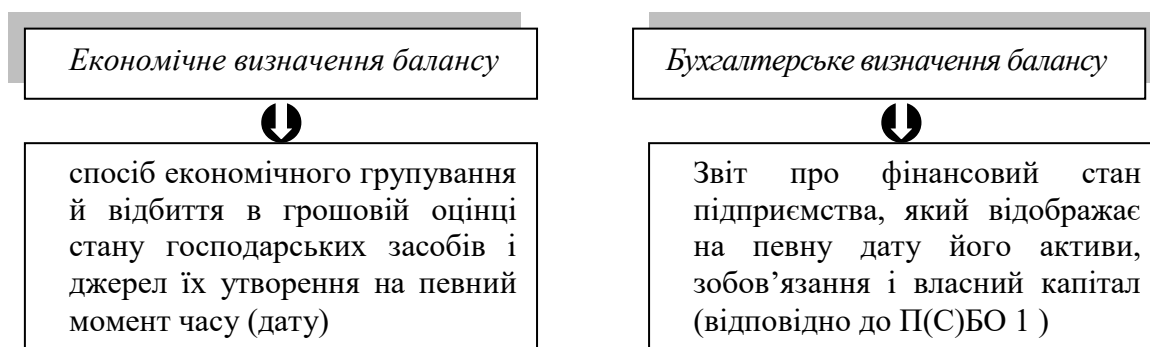 Економічне визначення балансу
спосіб економічного групування
й відбиття в грошовій оцінці
стану господарських засобів і
джерел їх утворення на певний
момент часу (дату)
Бухгалтерське визначення балансу
Звіт про фінансовий стан
підприємства, який відображає
на певну дату його активи,
зобов’язання і власний капітал
(відповідно до П(С)БО 1 )